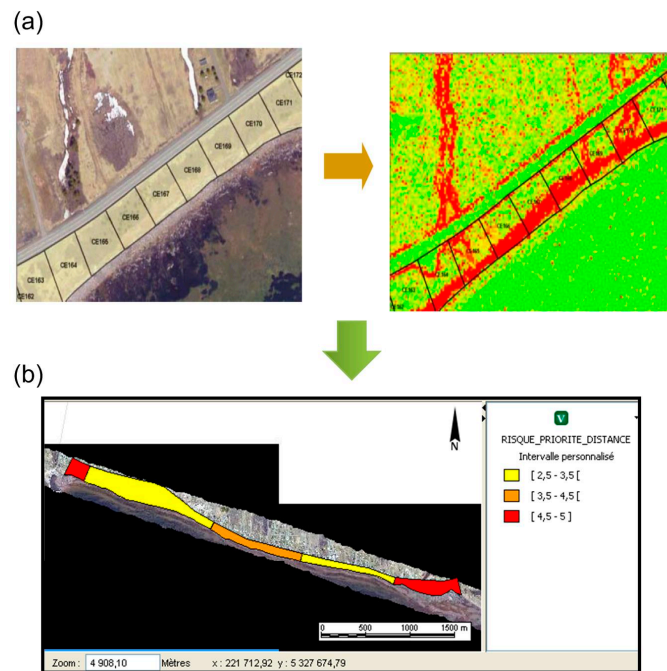 (a)
CE172
CE171
CE170
CE169
CE168
CE167
CE166
CE165
CE164
CE163
CE162
(b)
N
V
RISQUE_PRIORITE_DISTANCE
Intervalle personnalisé
[ 2,5 - 3,5 [
[ 3,5 - 4,5 [
[ 4,5 - 5 ]
0 500 1000 1500 m
Zoom : 4 908,10 Mètres x : 221 712,92 y : 5 327 674,79